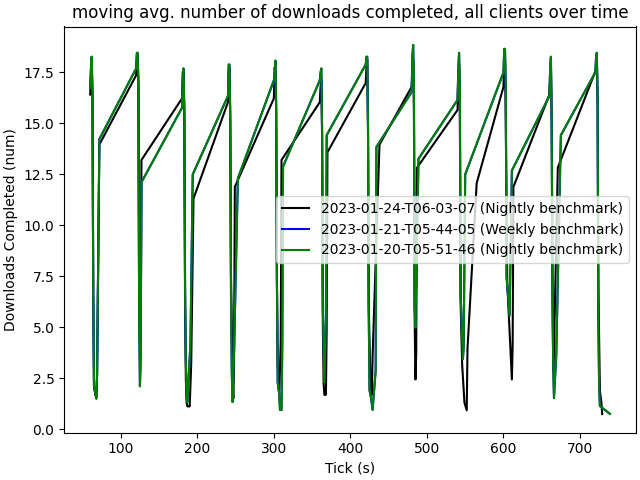 moving avg. number of downloads completed, all clients over time
Downloads Completed (num)
17.5
15.0
12.5
10.0
7.5
5.0
2.5
0.0
2023-01-24-T06-03-07 (Nightly benchmark)
2023-01-21-T05-44-05 (Weekly benchmark)
2023-01-20-T05-51-46 (Nightly benchmark)
100 200 300 400 500 600 700
Tick (s)